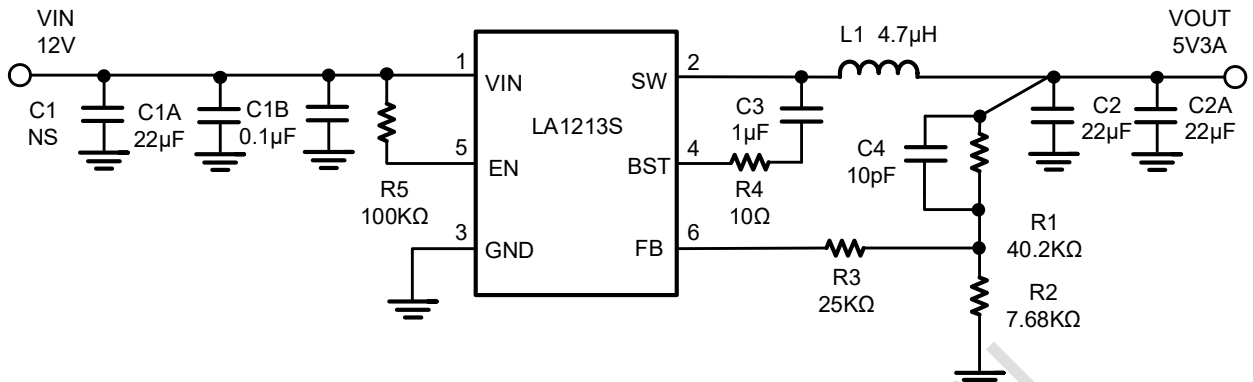 VIN
12V
C1
NS
C1A
22μF
C1B
0.1μF
R5
100KΩ
1
VIN
5
EN
3
GND
LA1213S
2
SW
4
BST
6
FB
L1 4.7μH
C3
1μF
R4
10Ω
C4
10pF
R3
25KΩ
R1
40.2KΩ
R2
7.68KΩ
C2
22μF
C2A
22μF
VOUT
5V3A